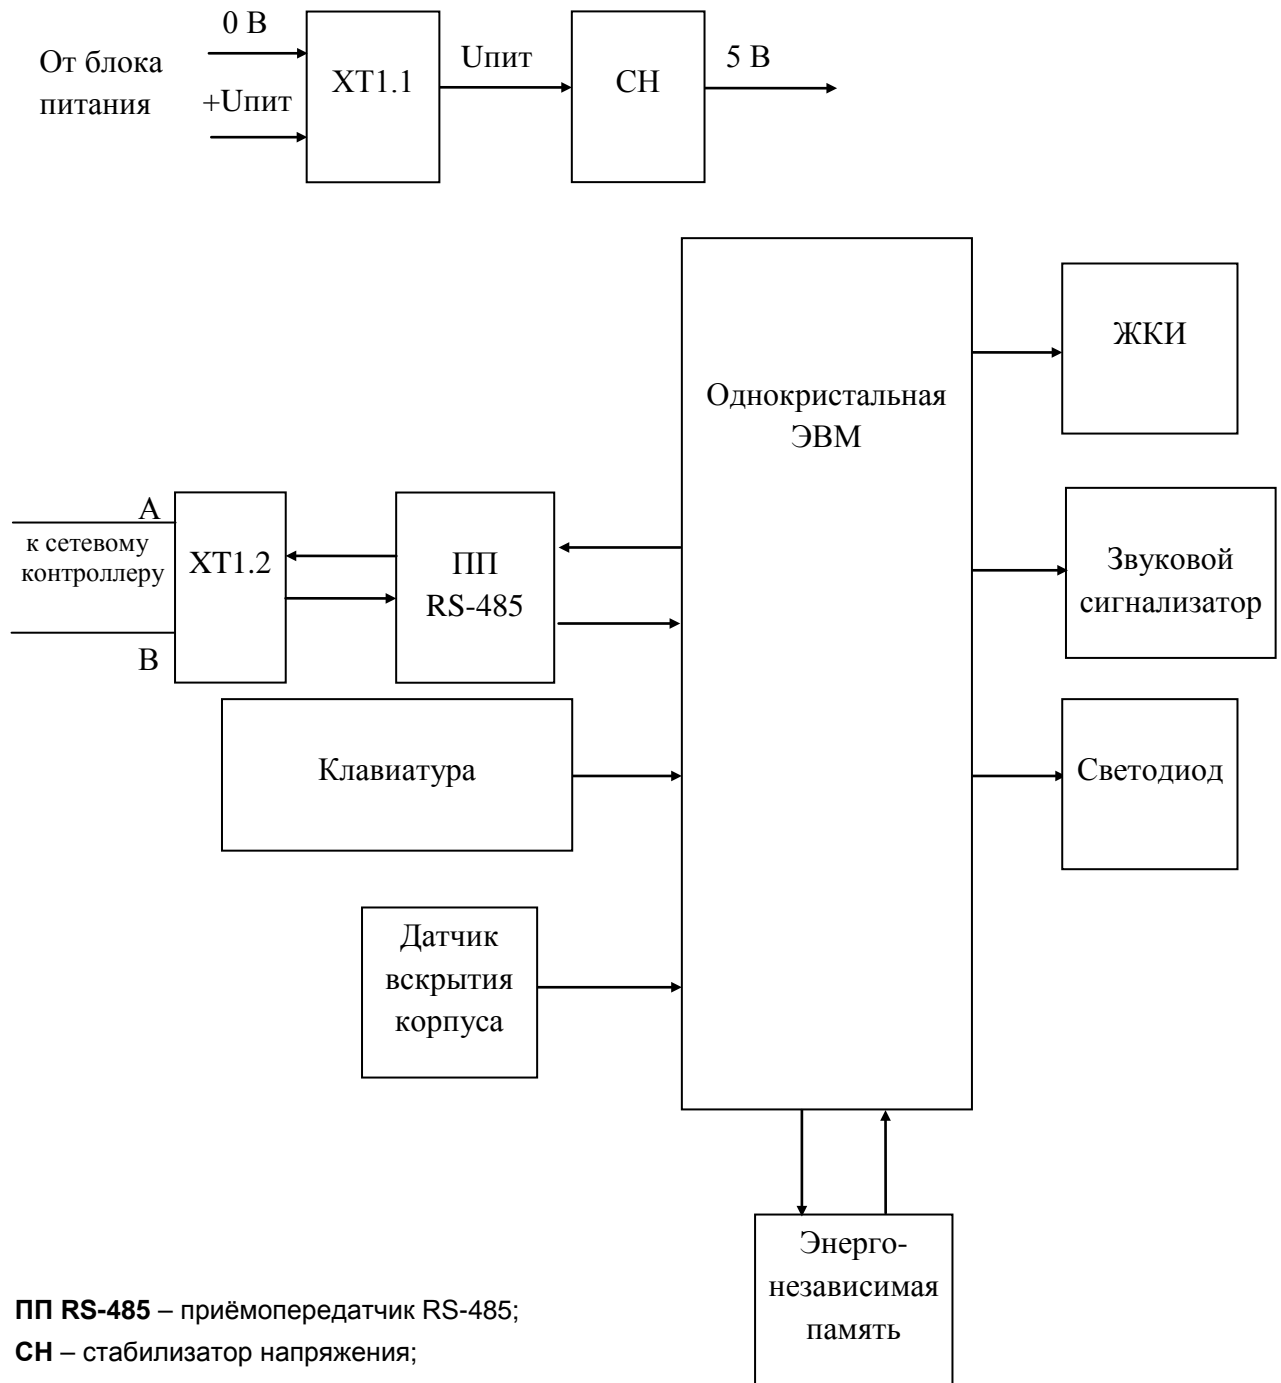 0 В
От блока
питания
+Uпит
XT1.1
Uпит
СН
5 В
Однокристальная
ЭВМ
ЖКИ
А
к сетевому
контроллеру
В
XT1.2
ПП
RS-485
Звуковой
сигнализатор
Клавиатура
Светодиод
Датчик
вскрытия
корпуса
Энерго-
независимая
память
ПП RS-485 – приёмопередатчик RS-485;
СН – стабилизатор напряжения;